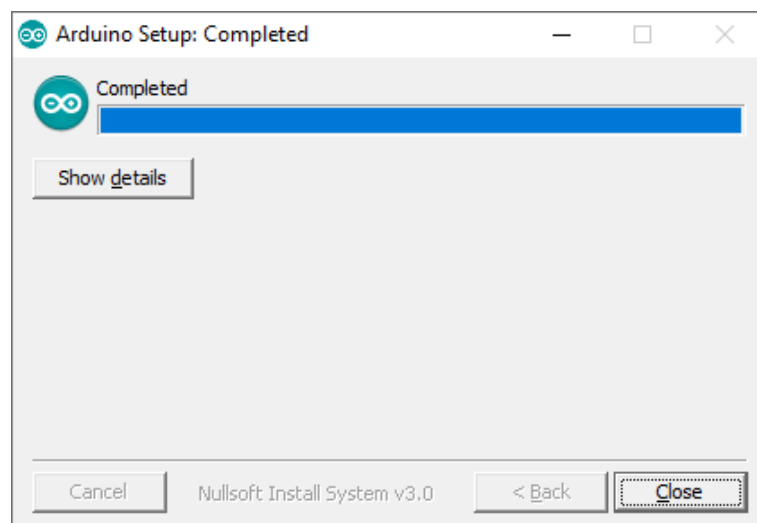 Arduino Setup: Completed
Completed
Show details
Cancel
Nullsoft Install System v3.0
< Back
Close